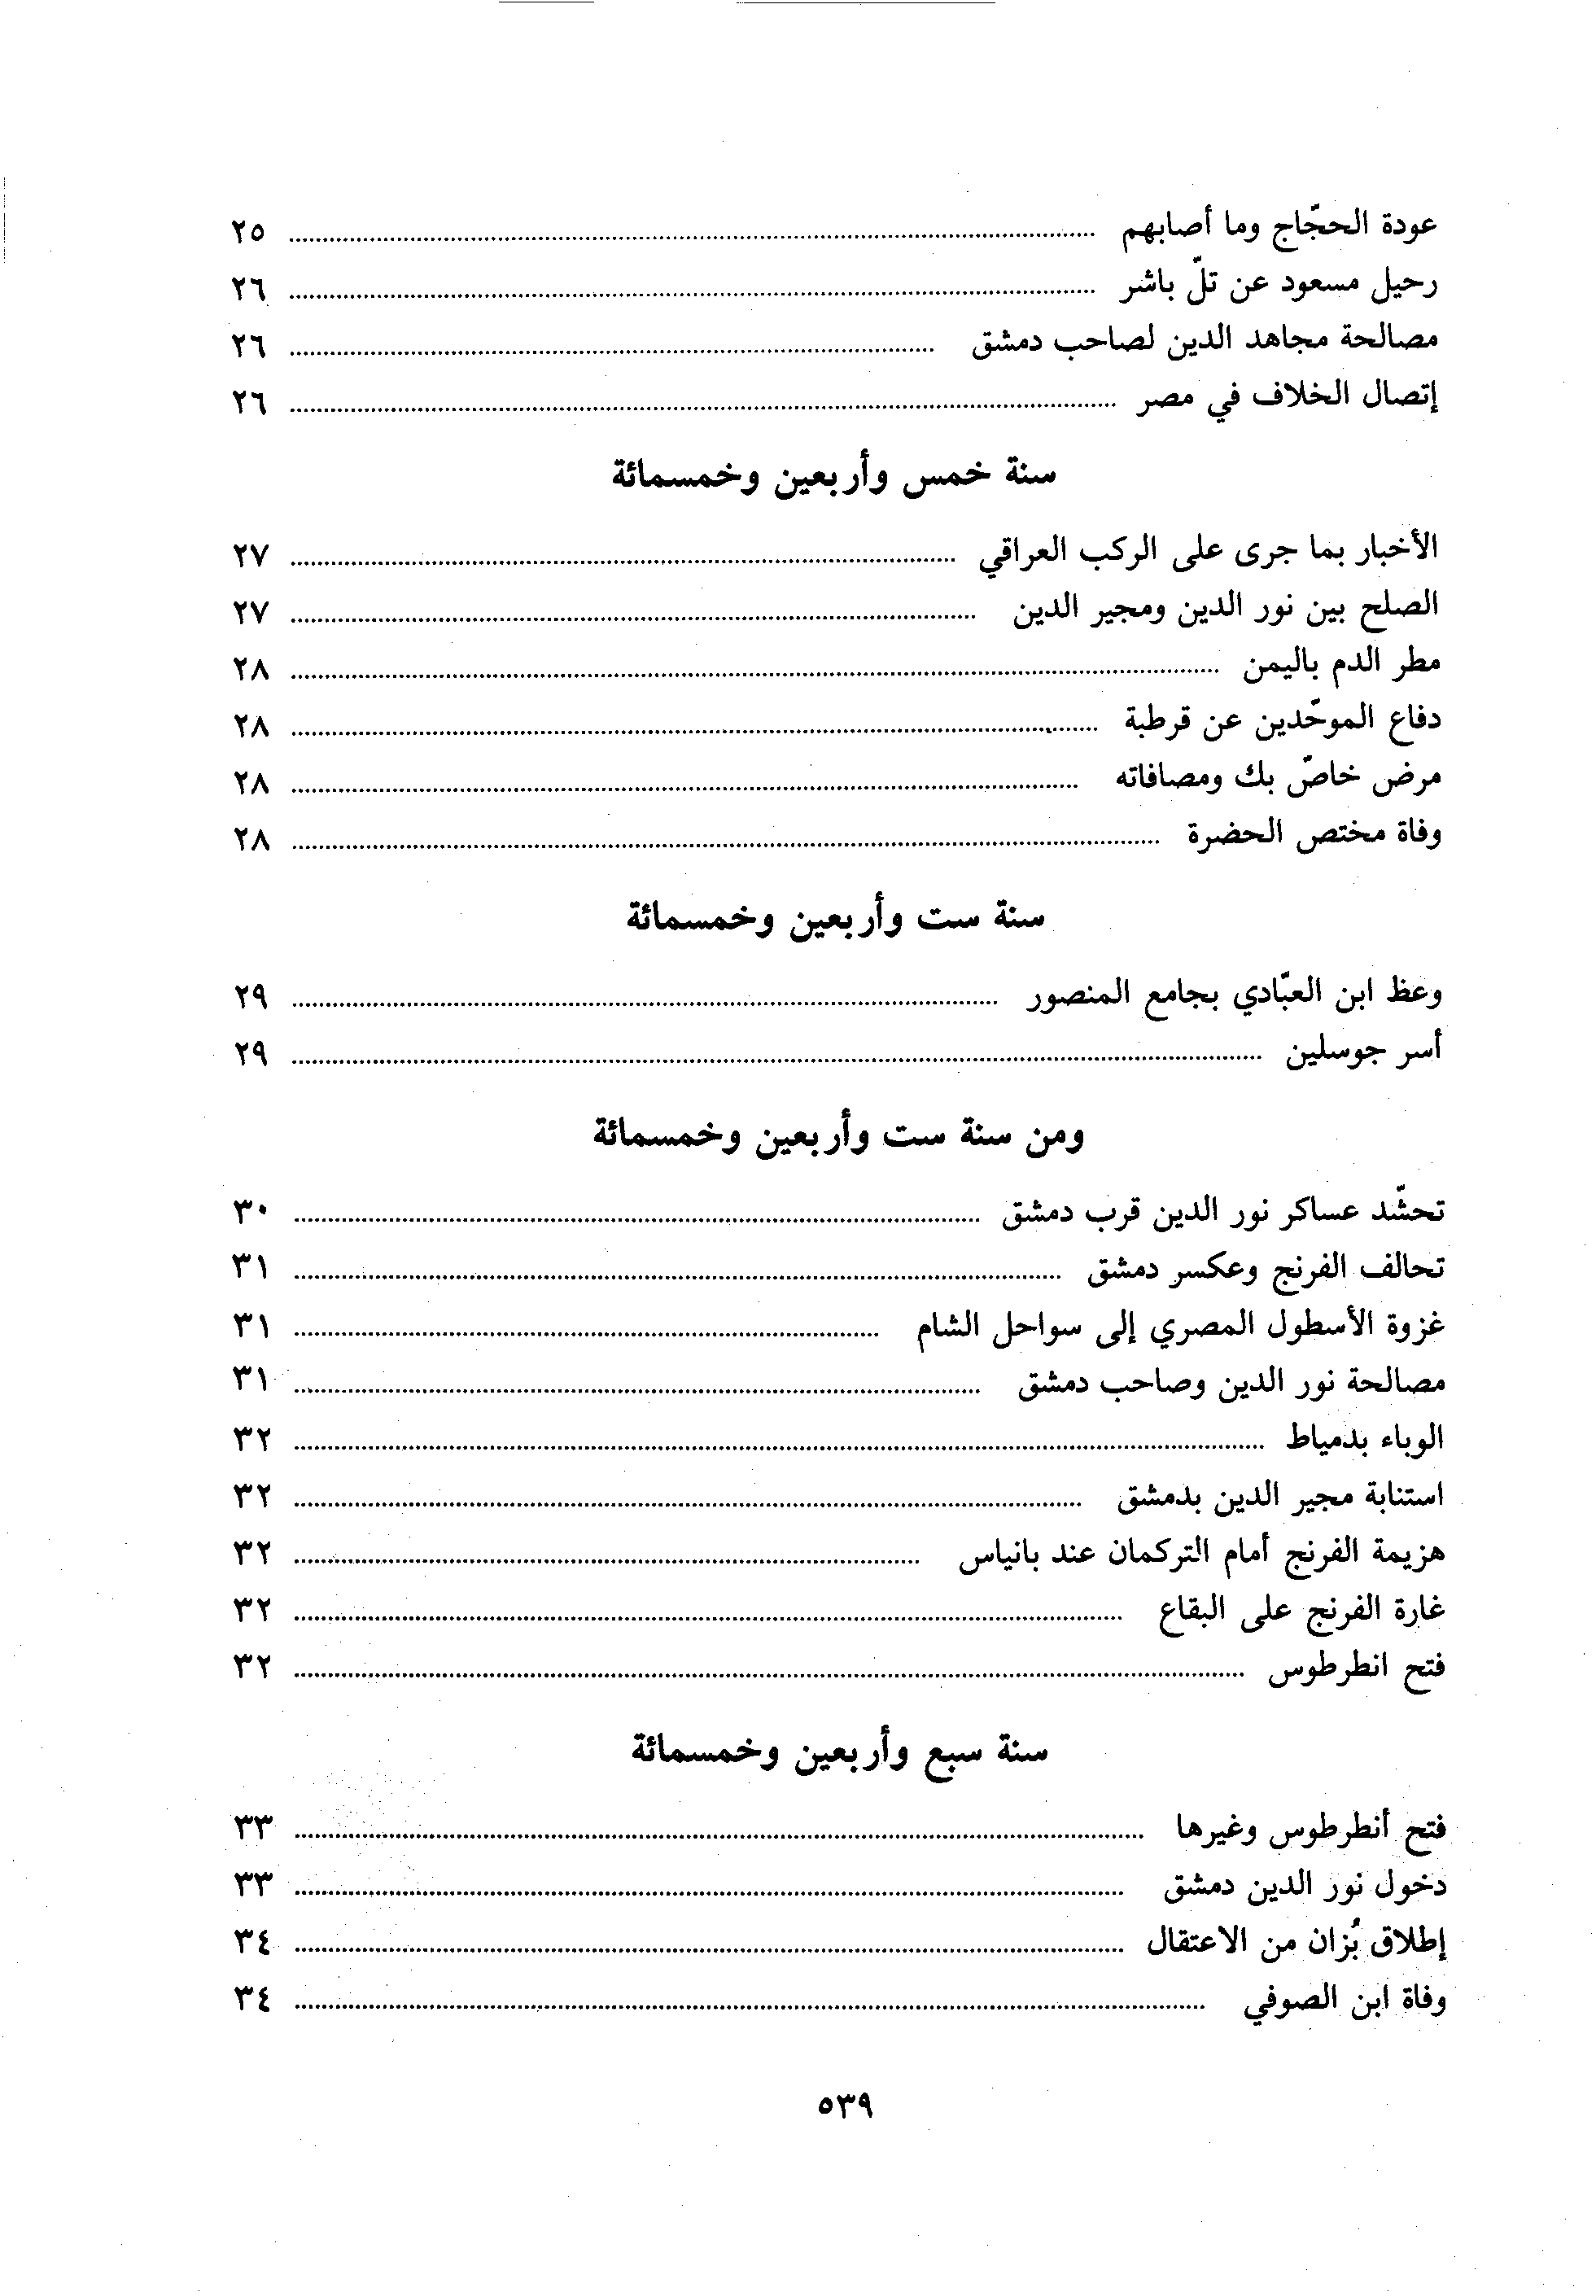 عودة الحجّاج وما أصابهم ........ ٢٥
رحيل مسعود عن تلّ باشر ........ ٢٦
مصالحة مجاهد الدين لصاحب دمشق ........ ٢٦
إتصال الخلاف في مصر ........ ٢٦
سنة خمس وأربعين وخمسمائة
الأخبار بما جرى على الركب العراقي ........ ٢٧
الصلح بين نور الدين ومجير الدين ........ ٢٧
مطر الدم باليمن ........ ٢٨
دفاع الموحّدين عن قرطبة ........ ٢٨
مرض خاصّ بك ومصافاته ........ ٢٨
وفاة مختص الحضرة ........ ٢٨
سنة ست وأربعين وخمسمائة
وعظ ابن العبّادي بجامع المنصور ........ ٢٩
أسر جوسلين ........ ٢٩
ومن سنة ست وأربعين وخمسمائة
تحشّد عساكر نور الدين قرب دمشق ........ ٣٠
تحالف الفرنج وعكسر دمشق ........ ٣١
غزوة الأسطول المصري إلى سواحل الشام ........ ٣١
مصالحة نور الدين وصاحب دمشق ........ ٣١
الوباء بدمياط ........ ٣٢
استنابة مجير الدين بدمشق ........ ٣٢
هزيمة الفرنج أمام التركمان عند بانياس ........ ٣٢
غارة الفرنج على البقاع ........ ٣٢
فتح انطرطوس ........ ٣٢
سنة سبع وأربعين وخمسمائة
فتح أنطرطوس وغيرها ........ ٣٣
دخول نور الدين دمشق ........ ٣٣
إطلاق بُزان من الاعتقال ........ ٣٤
وفاة ابن الصوفي ........ ٣٤
٥٣٩